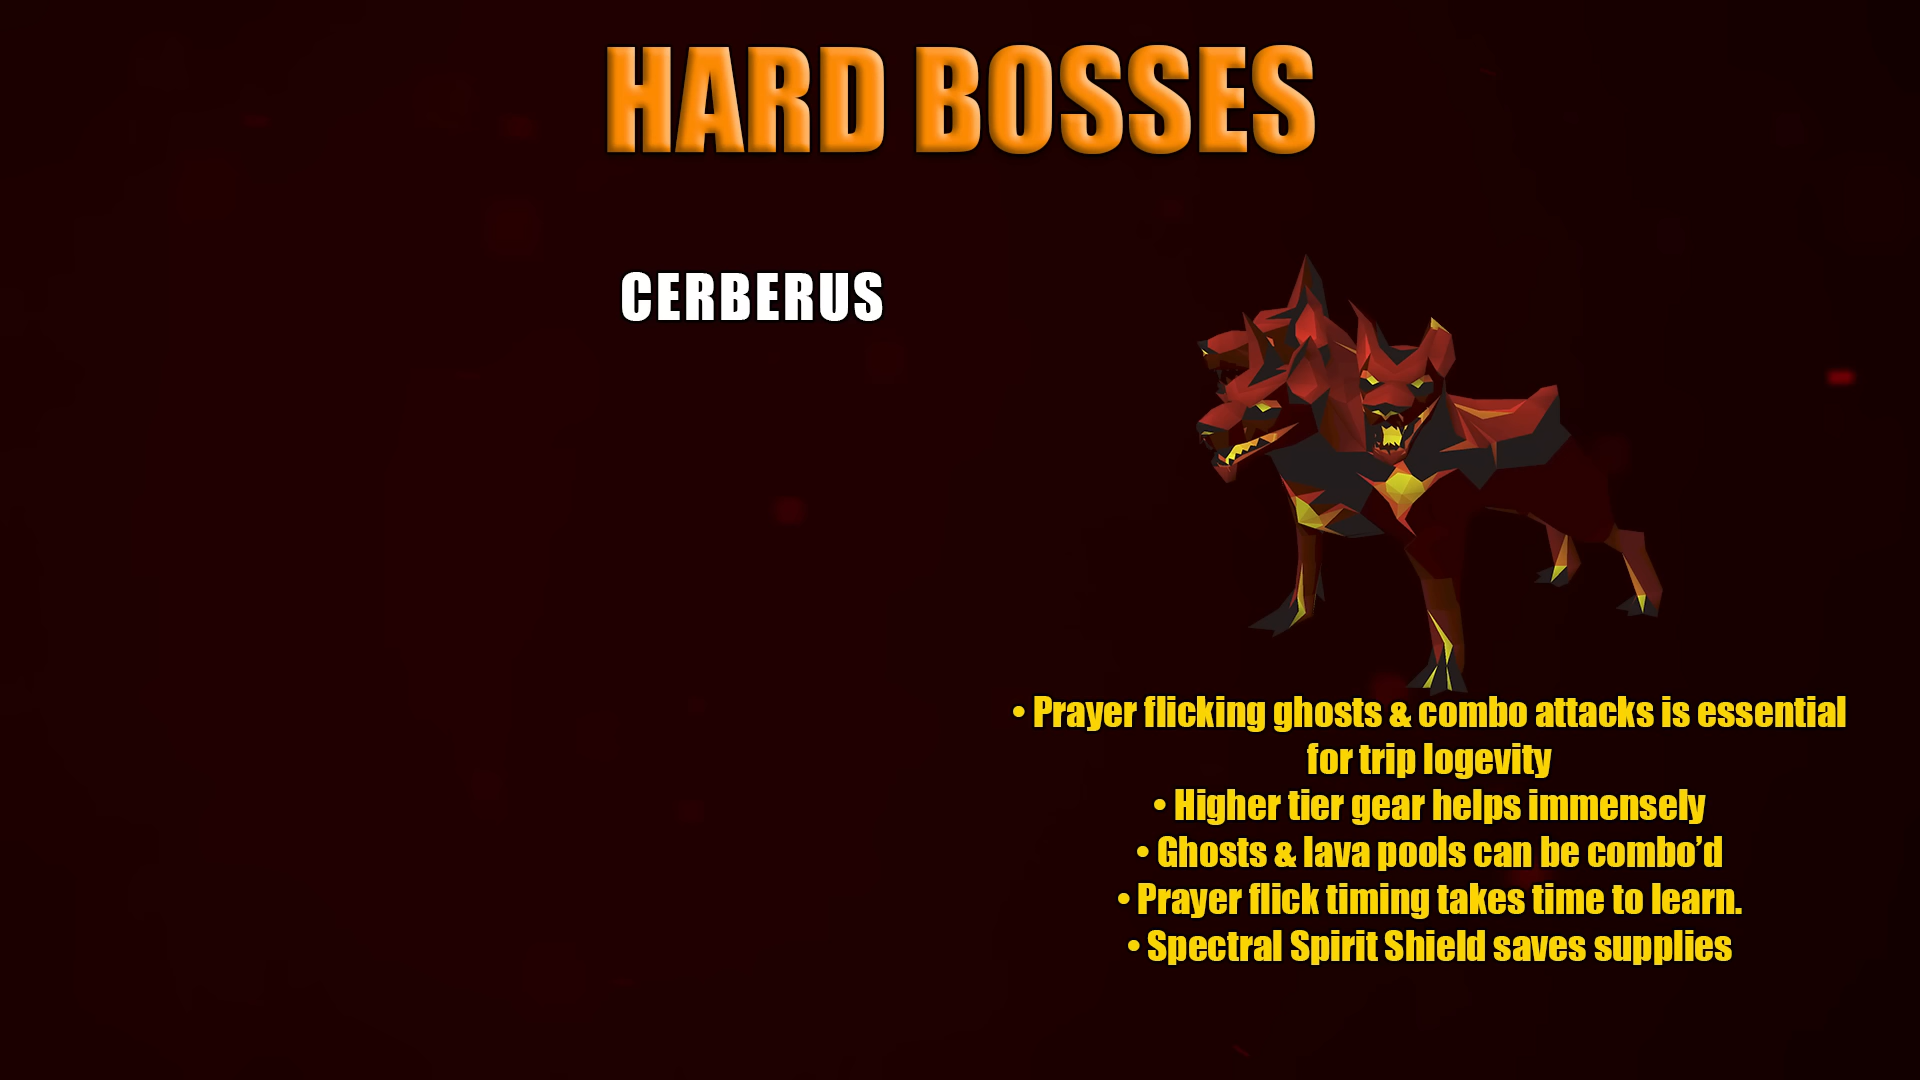 HARD BOSSES
CERBERUS
• Prayer flicking ghosts & combo attacks is essential
for trip logevity
• Higher tier gear helps immensely
• Ghosts & lava pools can be combo’d
• Prayer flick timing takes time to learn.
• Spectral Spirit Shield saves supplies